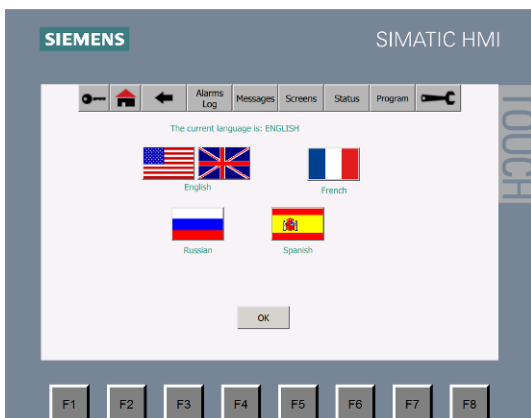 SIEMENS
SIMATIC HMI
TOUCH
Alarms Log
Messages
Screens
Status
Program
The current language is: ENGLISH
English
French
Russian
Spanish
OK
F1
F2
F3
F4
F5
F6
F7
F8